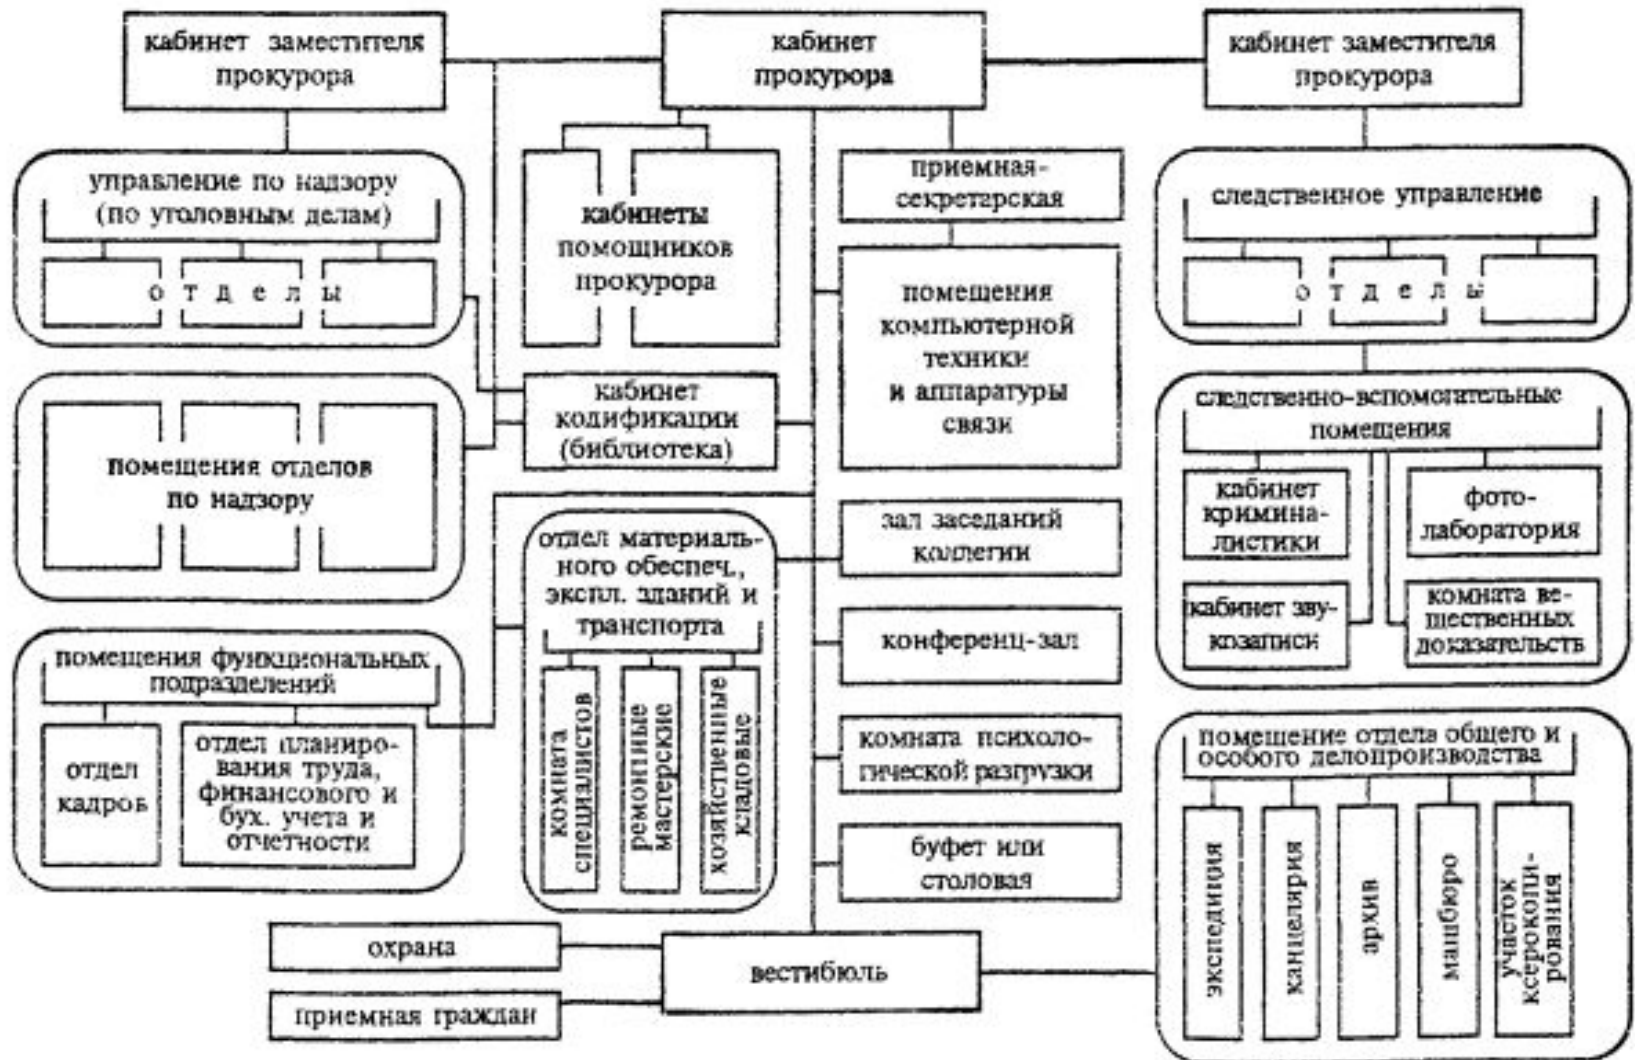 кабинет заместителя
прокурора
кабинет
прокурора
кабинет заместителя
прокурора
управление по надзору
(по уголовным делам)
отделы
кабинеты
помощников
прокурора
приемная-
секретарская
помещения
компьютерной
техники
и аппаратуры
связи
следственное управление
отделы
помещения отделов
по надзору
кабинет
кодификации
(библиотека)
следственно-вспомогательные
помещения
кабинет
кримина-
листики
фото-
лаборатория
кабинет зву-
козаписи
комната ве-
щественных
доказательств
отдел материаль-
ного обеспеч.,
экспл. зданий и
транспорта
комната
специалистов
ремонтные
мастерские
хозяйственные
кладовые
зал заседаний
коллегии
конференц-зал
комната психоло-
гической разгрузки
буфет или
столовая
помещения функциональных
подразделений
отдел
кадров
отдел планиро-
вания труда,
финансового и
бух. учета и
отчетности
помещение отдела общего и
особого делопроизводства
экспедиция
канцелярия
архив
машбюро
участок
ксерокопи-
рования
охрана
приемная граждан
вестибюль